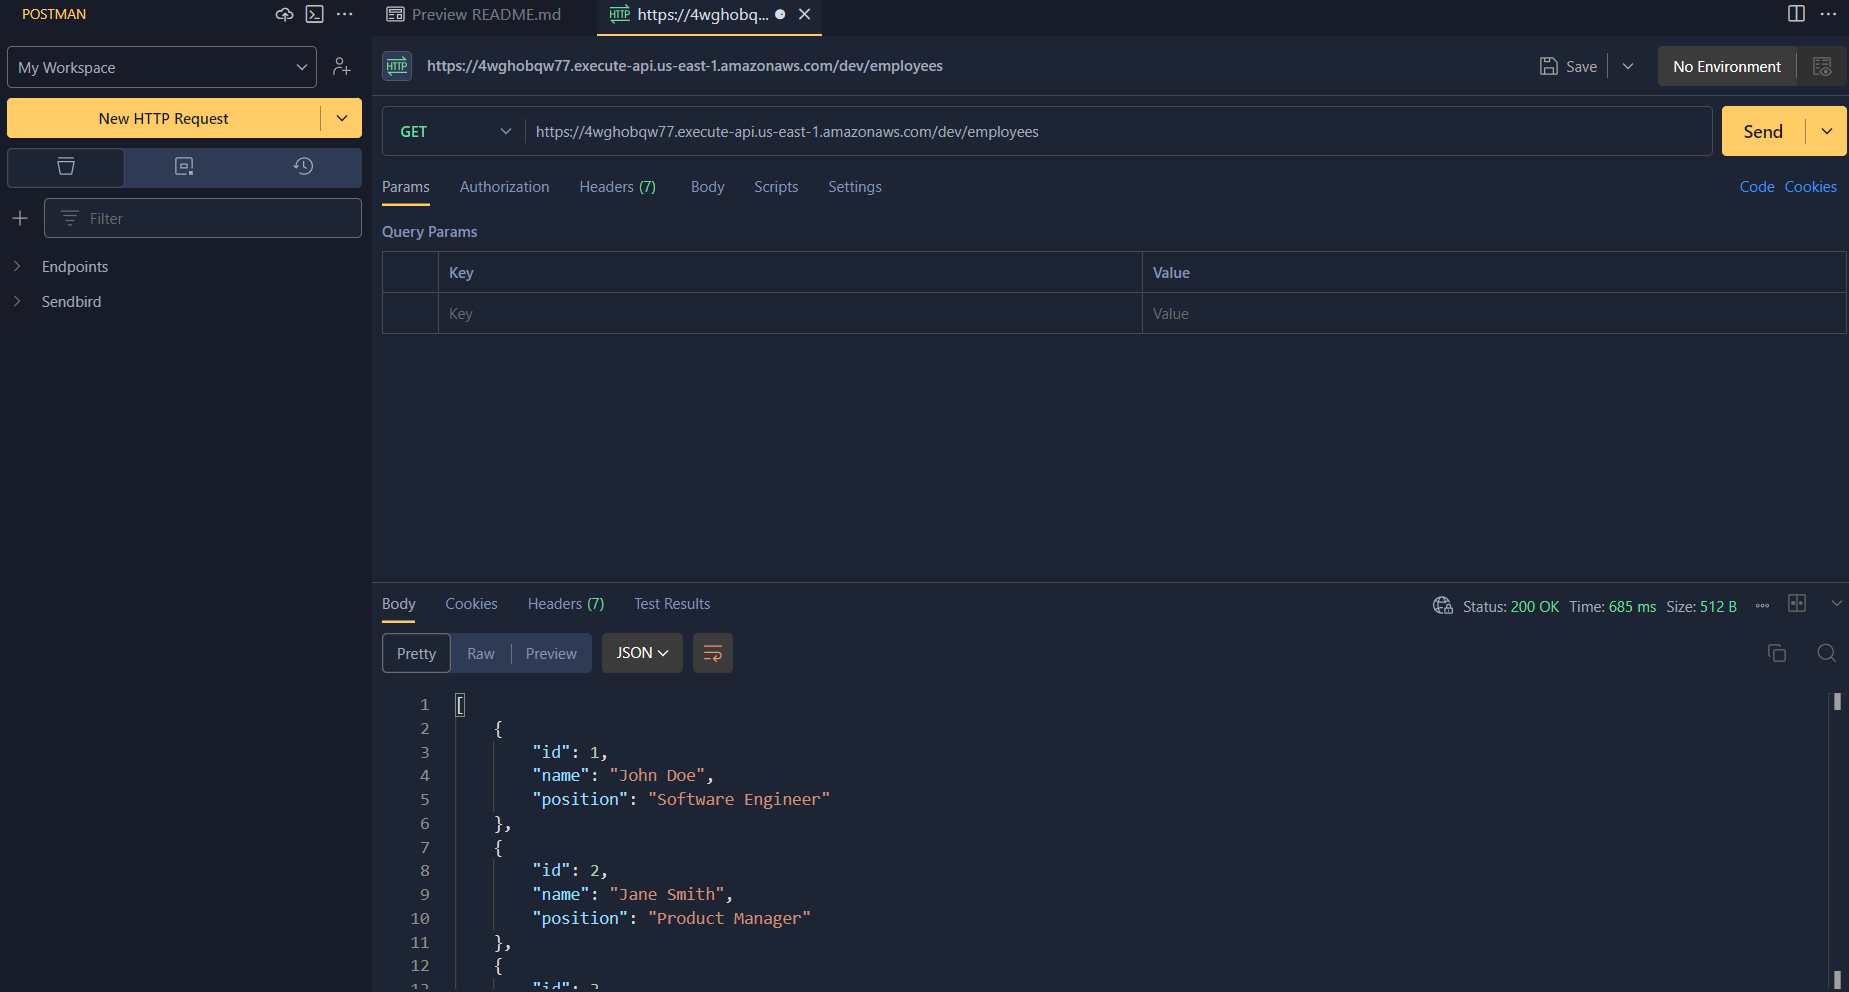 POSTMAN
Preview README.md
https://4wghobq...
My Workspace
HTTP https://4wghobqw77.execute-api.us-east-1.amazonaws.com/dev/employees
Save
No Environment
New HTTP Request
GET
https://4wghobqw77.execute-api.us-east-1.amazonaws.com/dev/employees
Send
Params Authorization Headers (7) Body Scripts Settings
Code Cookies
Filter
Query Params
Endpoints
Sendbird
Key Value
Key Value
Body Cookies Headers (7) Test Results
Status: 200 OK Time: 685 ms Size: 512 B
Pretty Raw Preview JSON
1 [
2 {
3 "id": 1,
4 "name": "John Doe",
5 "position": "Software Engineer"
6 },
7 {
8 "id": 2,
9 "name": "Jane Smith",
10 "position": "Product Manager"
11 },
12 {
13 "id": 3